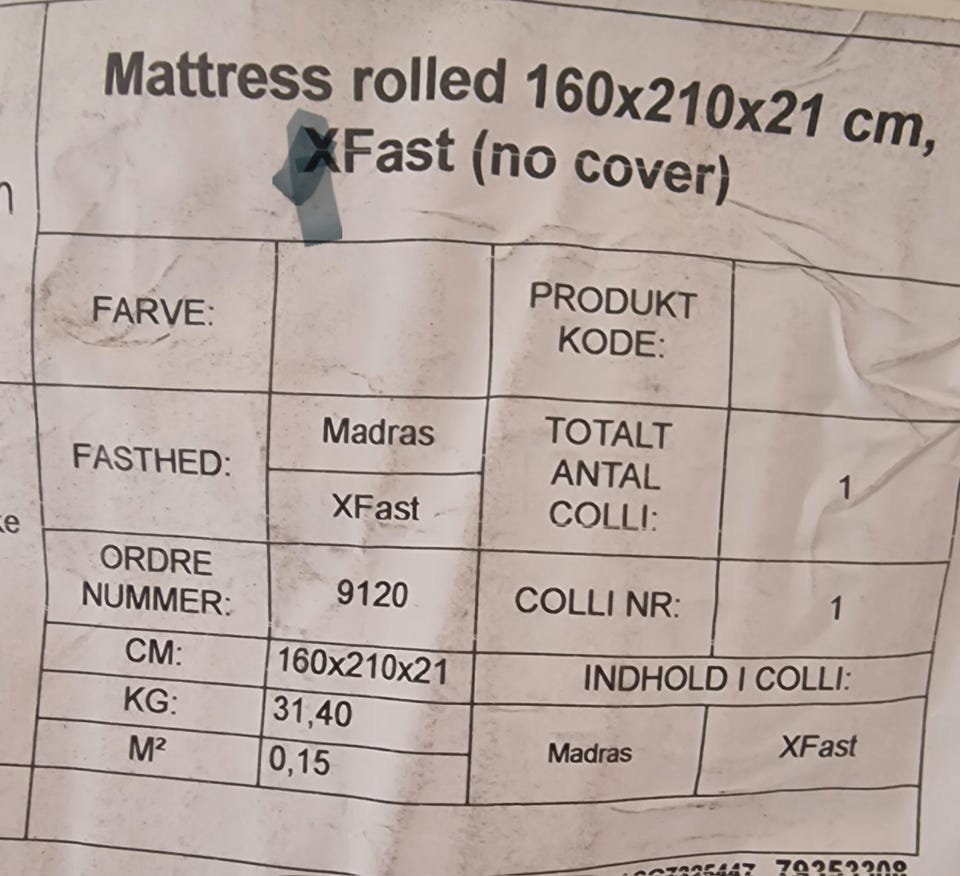 Mattress rolled 160x210x21 cm,
XFast (no cover)
FARVE:
PRODUKT
KODE:
FASTHED:
Madras
XFast
TOTALT
ANTAL
COLLI:
1
ORDRE
NUMMER:
9120
COLLI NR:
1
CM:
160x210x21
INDHOLD I COLLI:
KG:
31,40
Madras
XFast
M²
0,15